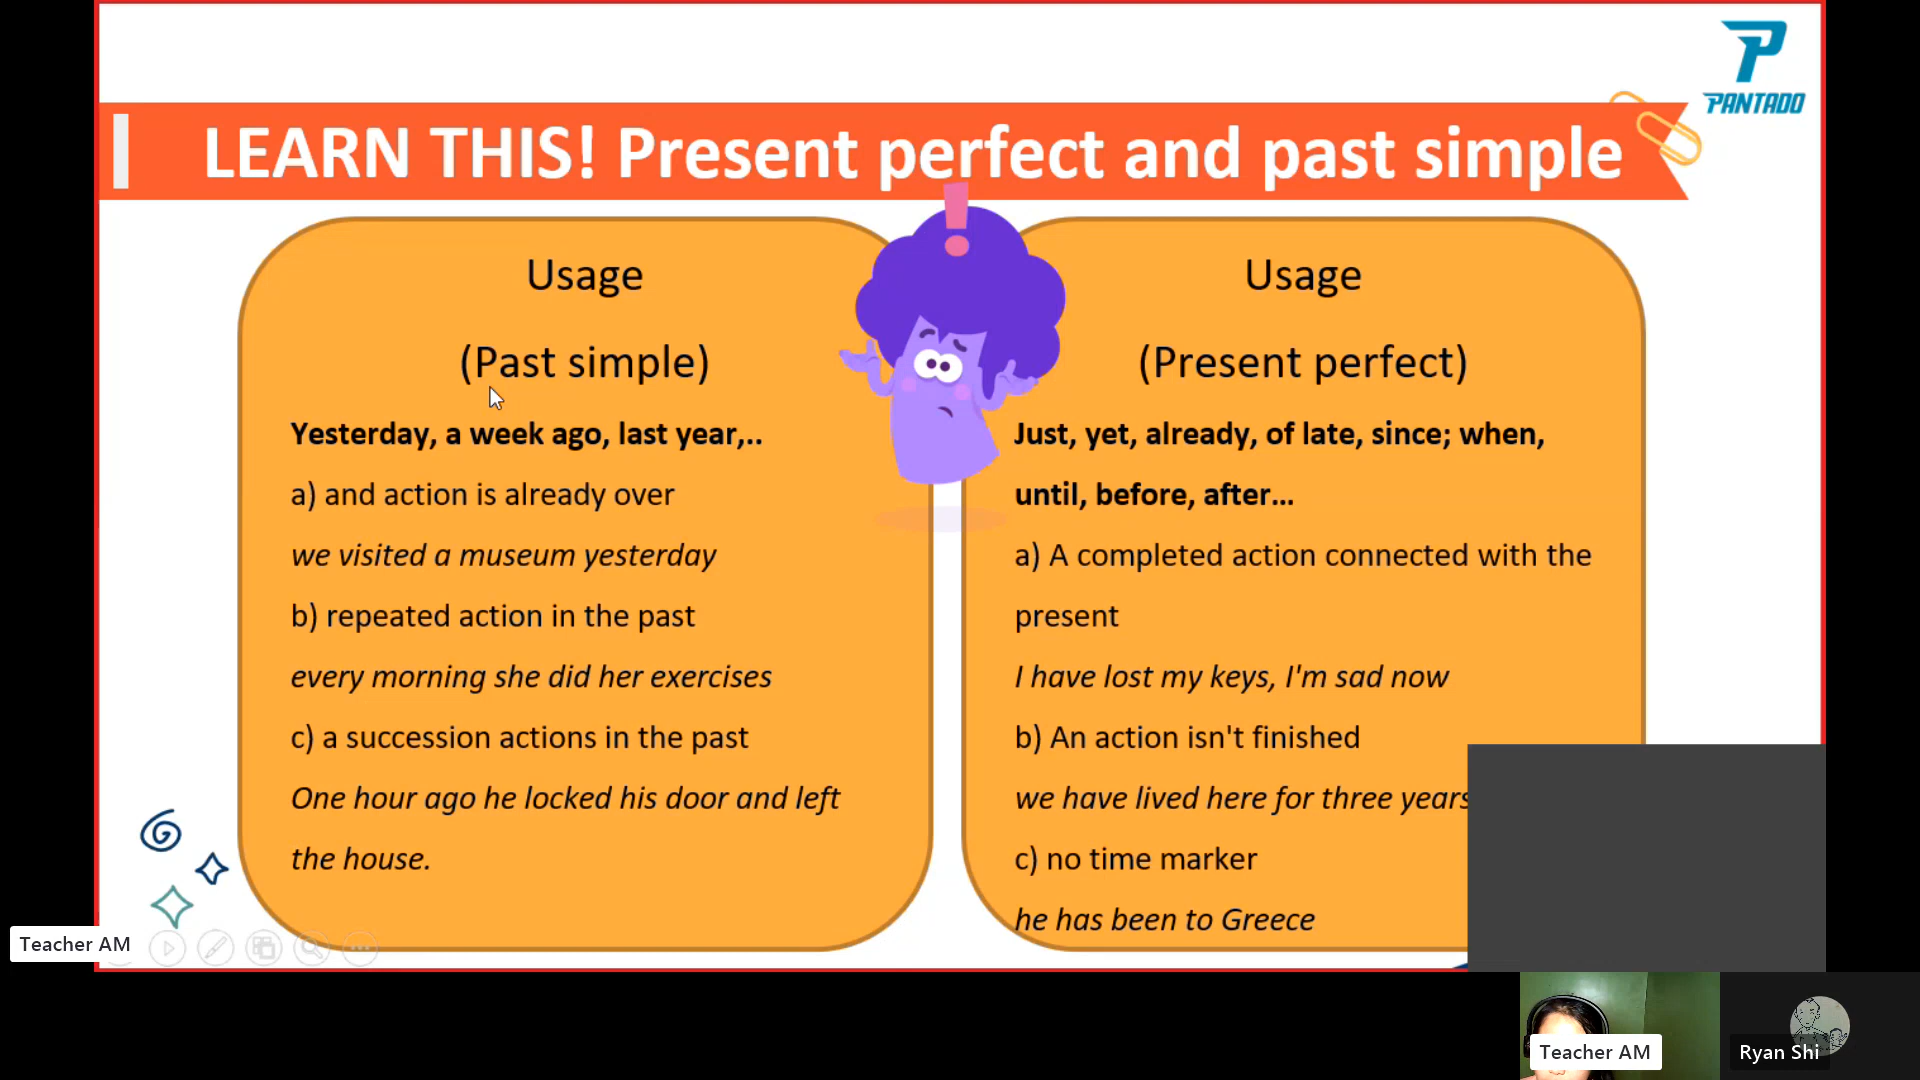 PANTADO
LEARN THIS! Present perfect and past simple
Usage
(Past simple)
Yesterday, a week ago, last year,..
a) and action is already over
we visited a museum yesterday
b) repeated action in the past
every morning she did her exercises
c) a succession actions in the past
One hour ago he locked his door and left
the house.
Usage
(Present perfect)
Just, yet, already, of late, since; when,
until, before, after...
a) A completed action connected with the
present
I have lost my keys, I'm sad now
b) An action isn't finished
we have lived here for three years
c) no time marker
he has been to Greece
Teacher AM
Teacher AM
Ryan Shi